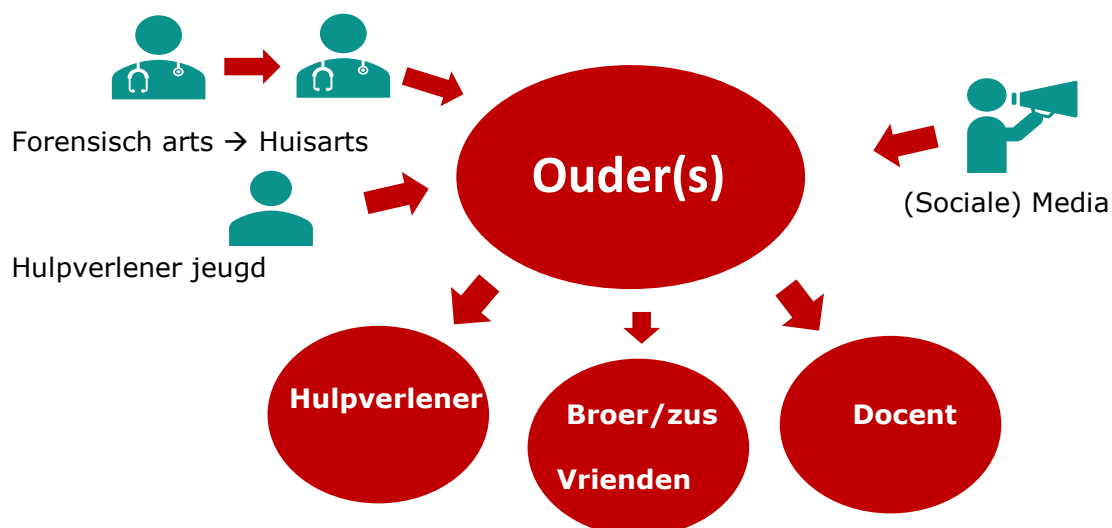 Forensisch arts → Huisarts
Ouder(s)
(Sociale) Media
Hulpverlener jeugd
Hulpverlener
Broer/zus
Vrienden
Docent